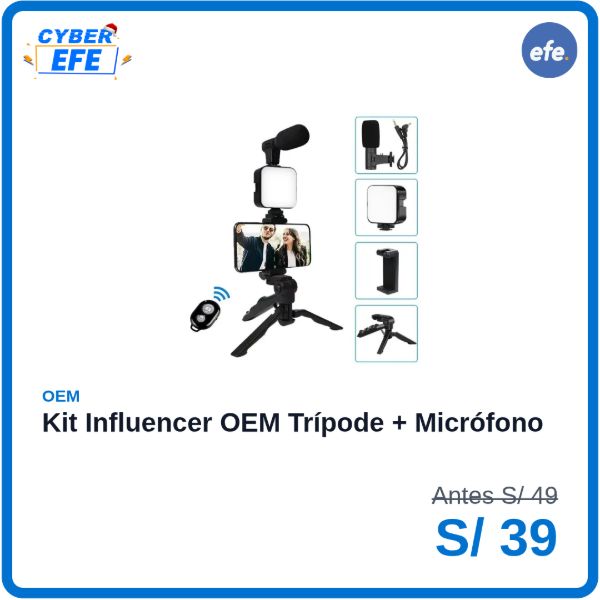 CYBER
EFE
efe.
OEM
Kit Influencer OEM Trípode + Micrófono
Antes S/ 49
S/ 39